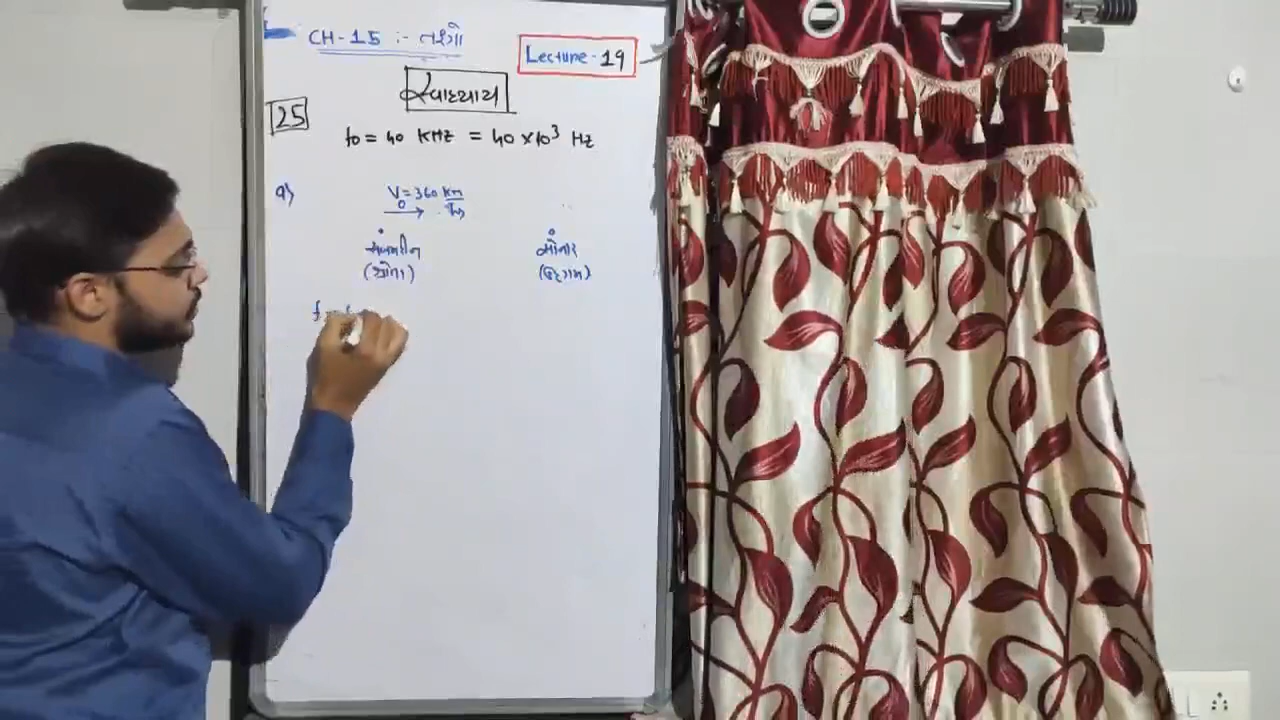 CH-15 :- તરંગો
Lecture-19
સ્વાધ્યાય
25
f0 = 40 KHz = 40 × 10³ Hz
a)
V0 = 360 km/hr
સબમરીન
(શ્રોતા)
સોનાર
(ઉદ્ગમ)
f =